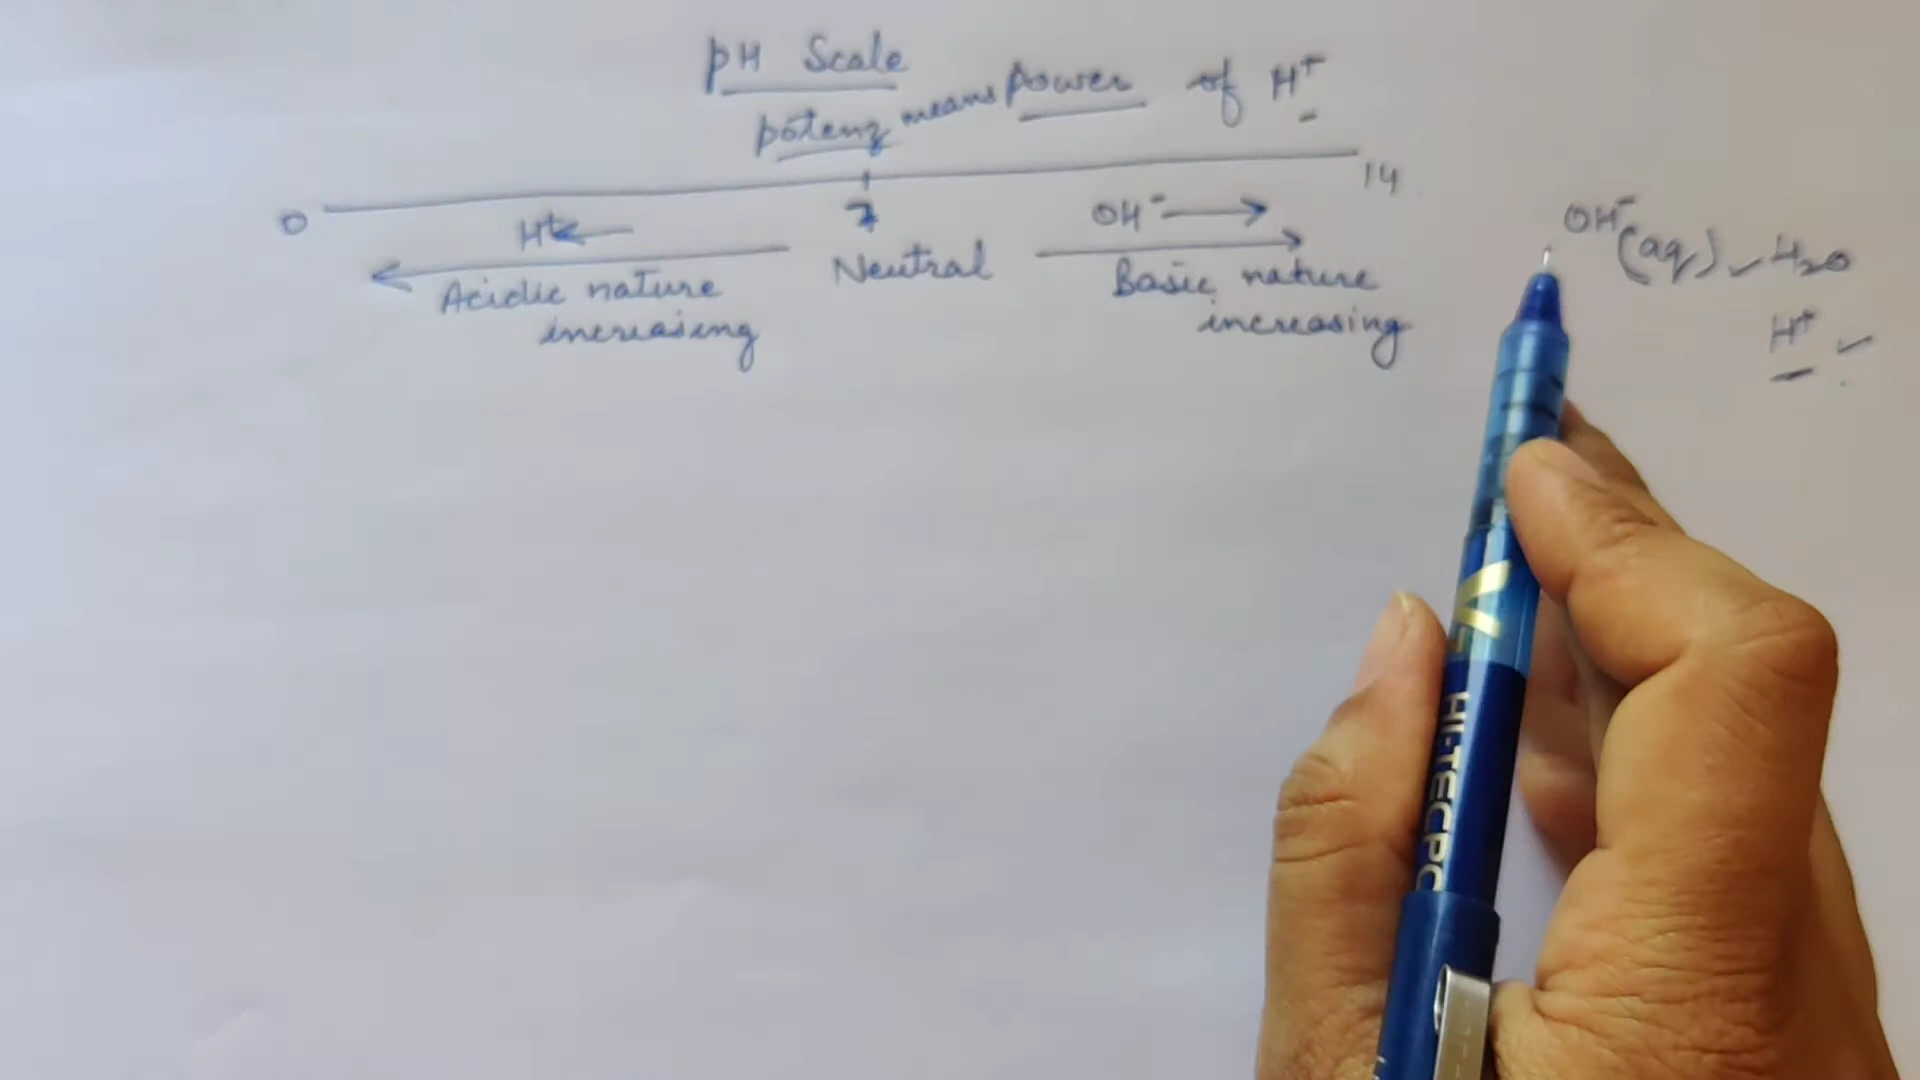 pH Scale
potenz means power of H⁺
0 7 14
H⁺ ← OH⁻ →
Neutral
Acidic nature
increasing
Basic nature
increasing
OH⁻(aq) H₂O
H⁺
V5
HI-TECPO